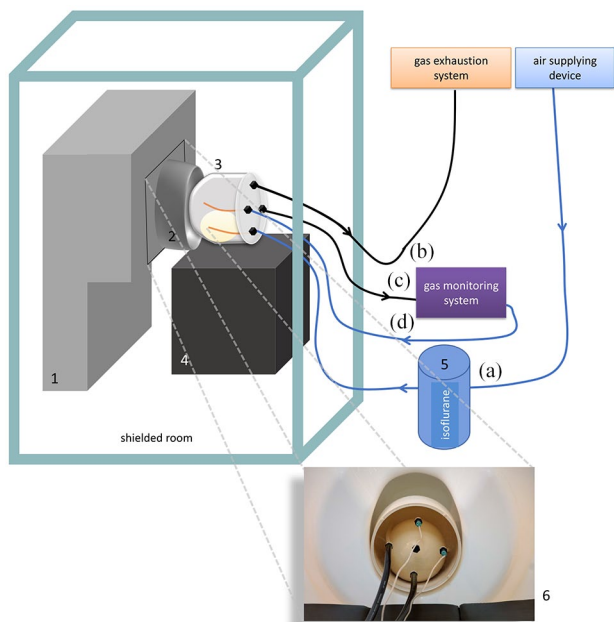 gas exhaustion
system
air supplying
device
3
2
(b)
(c)
gas monitoring
system
(d)
4
1
5
(a)
isoflurane
shielded room
6